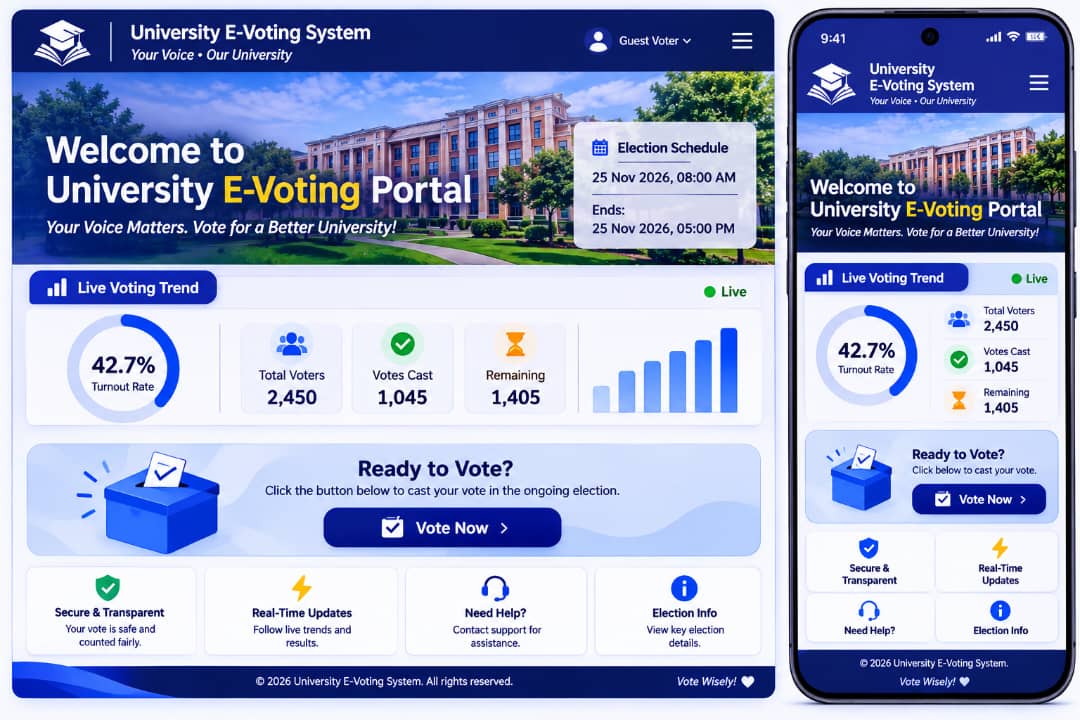 University E-Voting System
Your Voice • Our University
Guest Voter
Welcome to
University E-Voting Portal
Your Voice Matters. Vote for a Better University!
Election Schedule
25 Nov 2026, 08:00 AM
Ends:
25 Nov 2026, 05:00 PM
Live Voting Trend
Live
42.7%
Turnout Rate
Total Voters
2,450
Votes Cast
1,045
Remaining
1,405
Ready to Vote?
Click the button below to cast your vote in the ongoing election.
Vote Now
Secure & Transparent
Your vote is safe and
counted fairly.
Real-Time Updates
Follow live trends and
results.
Need Help?
Contact support for
assistance.
Election Info
View key election
details.
© 2026 University E-Voting System. All rights reserved.
Vote Wisely!
9:41
University
E-Voting System
Your Voice • Our University
Welcome to
University E-Voting Portal
Your Voice Matters. Vote for a Better University!
Live Voting Trend
Live
42.7%
Turnout Rate
Total Voters
2,450
Votes Cast
1,045
Remaining
1,405
Ready to Vote?
Click below to cast your vote.
Vote Now
Secure &
Transparent
Real-Time
Updates
Need Help?
Election Info
© 2026 University E-Voting System.
Vote Wisely!